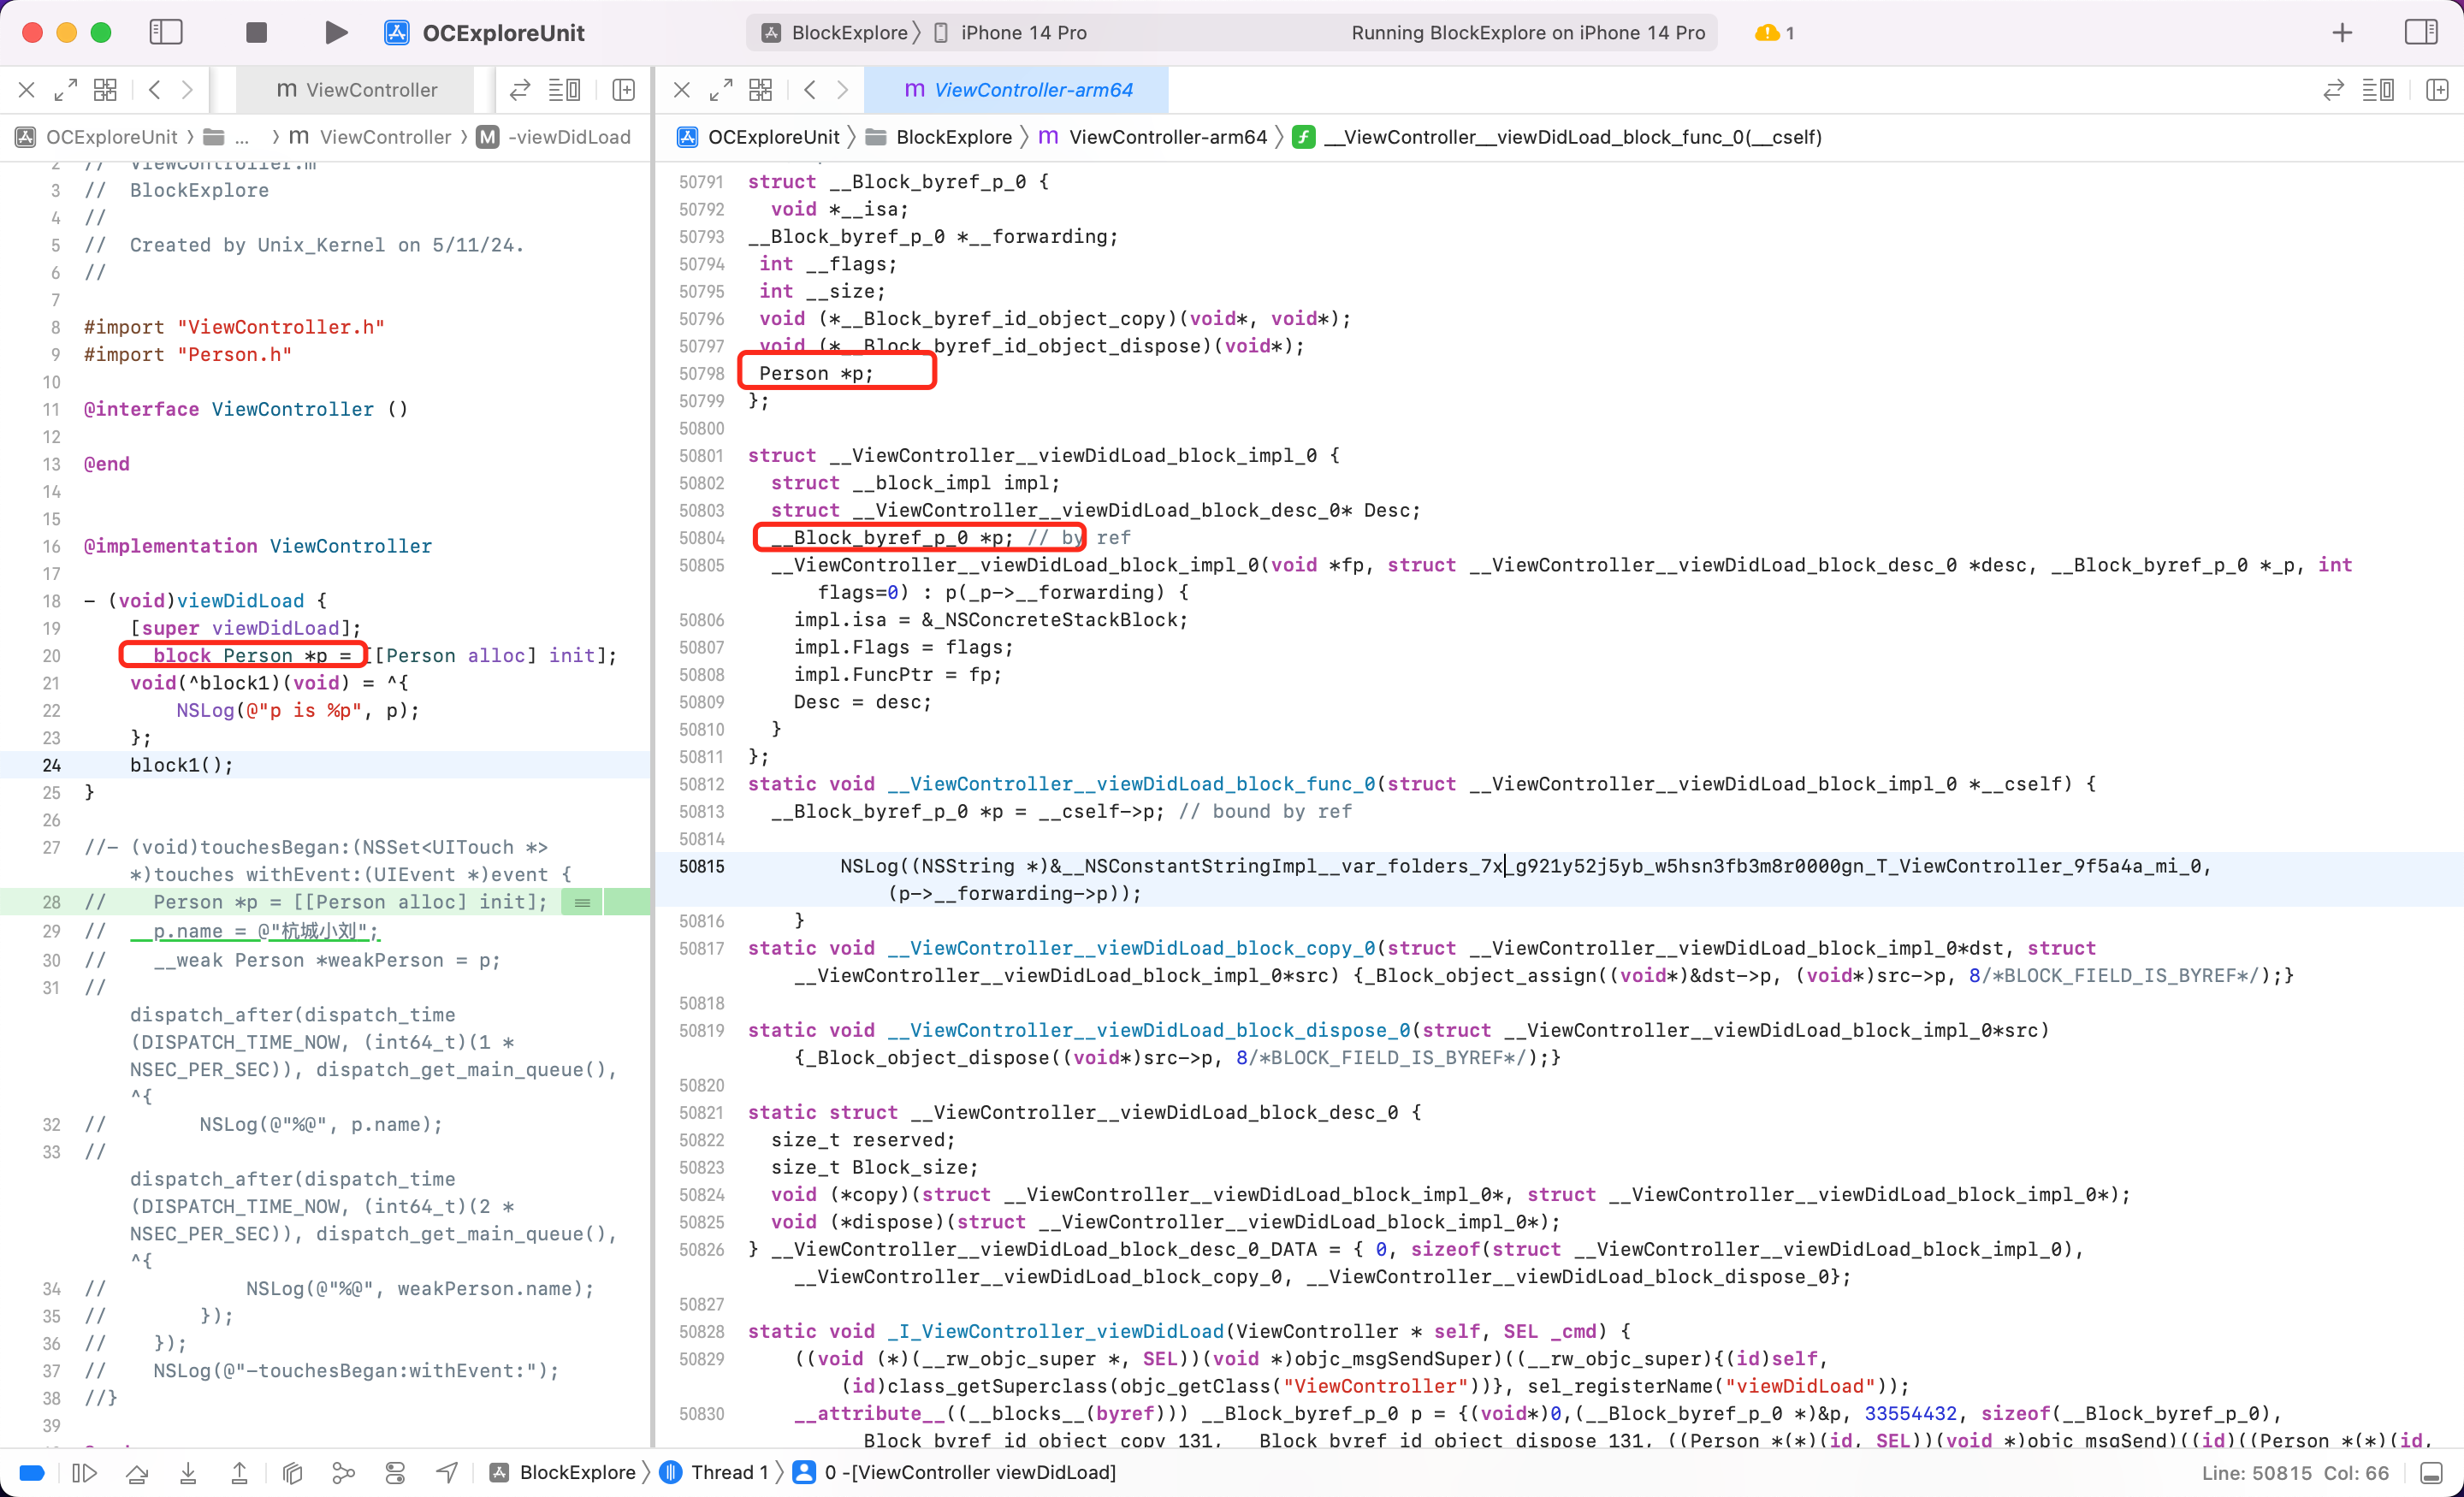 OCExploreUnit
BlockExplore 〉 iPhone 14 Pro
Running BlockExplore on iPhone 14 Pro
1
m ViewController
OCExploreUnit 〉 ... 〉 m ViewController 〉 M -viewDidLoad
2 // ViewController.m
3 // BlockExplore
4 //
5 // Created by Unix_Kernel on 5/11/24.
6 //
7
8 #import "ViewController.h"
9 #import "Person.h"
10
11 @interface ViewController ()
12
13 @end
14
15
16 @implementation ViewController
17
18 - (void)viewDidLoad {
19 [super viewDidLoad];
20 block Person *p = [[Person alloc] init];
21 void(^block1)(void) = ^{
22 NSLog(@"p is %p", p);
23 };
24 block1();
25 }
26
27 //- (void)touchesBegan:(NSSet<UITouch *>
*)touches withEvent:(UIEvent *)event {
28 // Person *p = [[Person alloc] init];
29 // p.name = @"杭城小刘";
30 // __weak Person *weakPerson = p;
31 //
dispatch_after(dispatch_time
(DISPATCH_TIME_NOW, (int64_t)(1 *
NSEC_PER_SEC)), dispatch_get_main_queue(),
^{
32 // NSLog(@"%@", p.name);
33 //
dispatch_after(dispatch_time
(DISPATCH_TIME_NOW, (int64_t)(2 *
NSEC_PER_SEC)), dispatch_get_main_queue(),
^{
34 // NSLog(@"%@", weakPerson.name);
35 // });
36 // });
37 // NSLog(@"-touchesBegan:withEvent:");
38 //}
39
m ViewController-arm64
OCExploreUnit 〉 BlockExplore 〉 m ViewController-arm64 〉 f __ViewController__viewDidLoad_block_func_0(__cself)
50791 struct __Block_byref_p_0 {
50792 void *__isa;
50793 __Block_byref_p_0 *__forwarding;
50794 int __flags;
50795 int __size;
50796 void (*__Block_byref_id_object_copy)(void*, void*);
50797 void (*__Block_byref_id_object_dispose)(void*);
50798 Person *p;
50799 };
50800
50801 struct __ViewController__viewDidLoad_block_impl_0 {
50802 struct __block_impl impl;
50803 struct __ViewController__viewDidLoad_block_desc_0* Desc;
50804 __Block_byref_p_0 *p; // by ref
50805 __ViewController__viewDidLoad_block_impl_0(void *fp, struct __ViewController__viewDidLoad_block_desc_0 *desc, __Block_byref_p_0 *_p, int
flags=0) : p(_p->__forwarding) {
50806 impl.isa = &_NSConcreteStackBlock;
50807 impl.Flags = flags;
50808 impl.FuncPtr = fp;
50809 Desc = desc;
50810 }
50811 };
50812 static void __ViewController__viewDidLoad_block_func_0(struct __ViewController__viewDidLoad_block_impl_0 *__cself) {
50813 __Block_byref_p_0 *p = __cself->p; // bound by ref
50814
50815 NSLog((NSString *)&__NSConstantStringImpl__var_folders_7x_g921y52j5yb_w5hsn3fb3m8r0000gn_T_ViewController_9f5a4a_mi_0,
(p->__forwarding->p));
50816 }
50817 static void __ViewController__viewDidLoad_block_copy_0(struct __ViewController__viewDidLoad_block_impl_0*dst, struct
__ViewController__viewDidLoad_block_impl_0*src) {_Block_object_assign((void*)&dst->p, (void*)src->p, 8/*BLOCK_FIELD_IS_BYREF*/);}
50818
50819 static void __ViewController__viewDidLoad_block_dispose_0(struct __ViewController__viewDidLoad_block_impl_0*src)
{_Block_object_dispose((void*)src->p, 8/*BLOCK_FIELD_IS_BYREF*/);}
50820
50821 static struct __ViewController__viewDidLoad_block_desc_0 {
50822 size_t reserved;
50823 size_t Block_size;
50824 void (*copy)(struct __ViewController__viewDidLoad_block_impl_0*, struct __ViewController__viewDidLoad_block_impl_0*);
50825 void (*dispose)(struct __ViewController__viewDidLoad_block_impl_0*);
50826 } __ViewController__viewDidLoad_block_desc_0_DATA = { 0, sizeof(struct __ViewController__viewDidLoad_block_impl_0),
__ViewController__viewDidLoad_block_copy_0, __ViewController__viewDidLoad_block_dispose_0};
50827
50828 static void _I_ViewController_viewDidLoad(ViewController * self, SEL _cmd) {
50829 ((void (*)(__rw_objc_super *, SEL))(void *)objc_msgSendSuper)((__rw_objc_super){(id)self,
(id)class_getSuperclass(objc_getClass("ViewController"))}, sel_registerName("viewDidLoad"));
50830 __attribute__((__blocks__(byref))) __Block_byref_p_0 p = {(void*)0,(__Block_byref_p_0 *)&p, 33554432, sizeof(__Block_byref_p_0),
__Block_byref_id_object_copy_131, __Block_byref_id_object_dispose_131, ((Person *(*)(id, SEL))(void *)objc_msgSend)((id)((Person *(*)(id,
BlockExplore 〉 Thread 1 〉 0 -[ViewController viewDidLoad]
Line: 50815 Col: 66